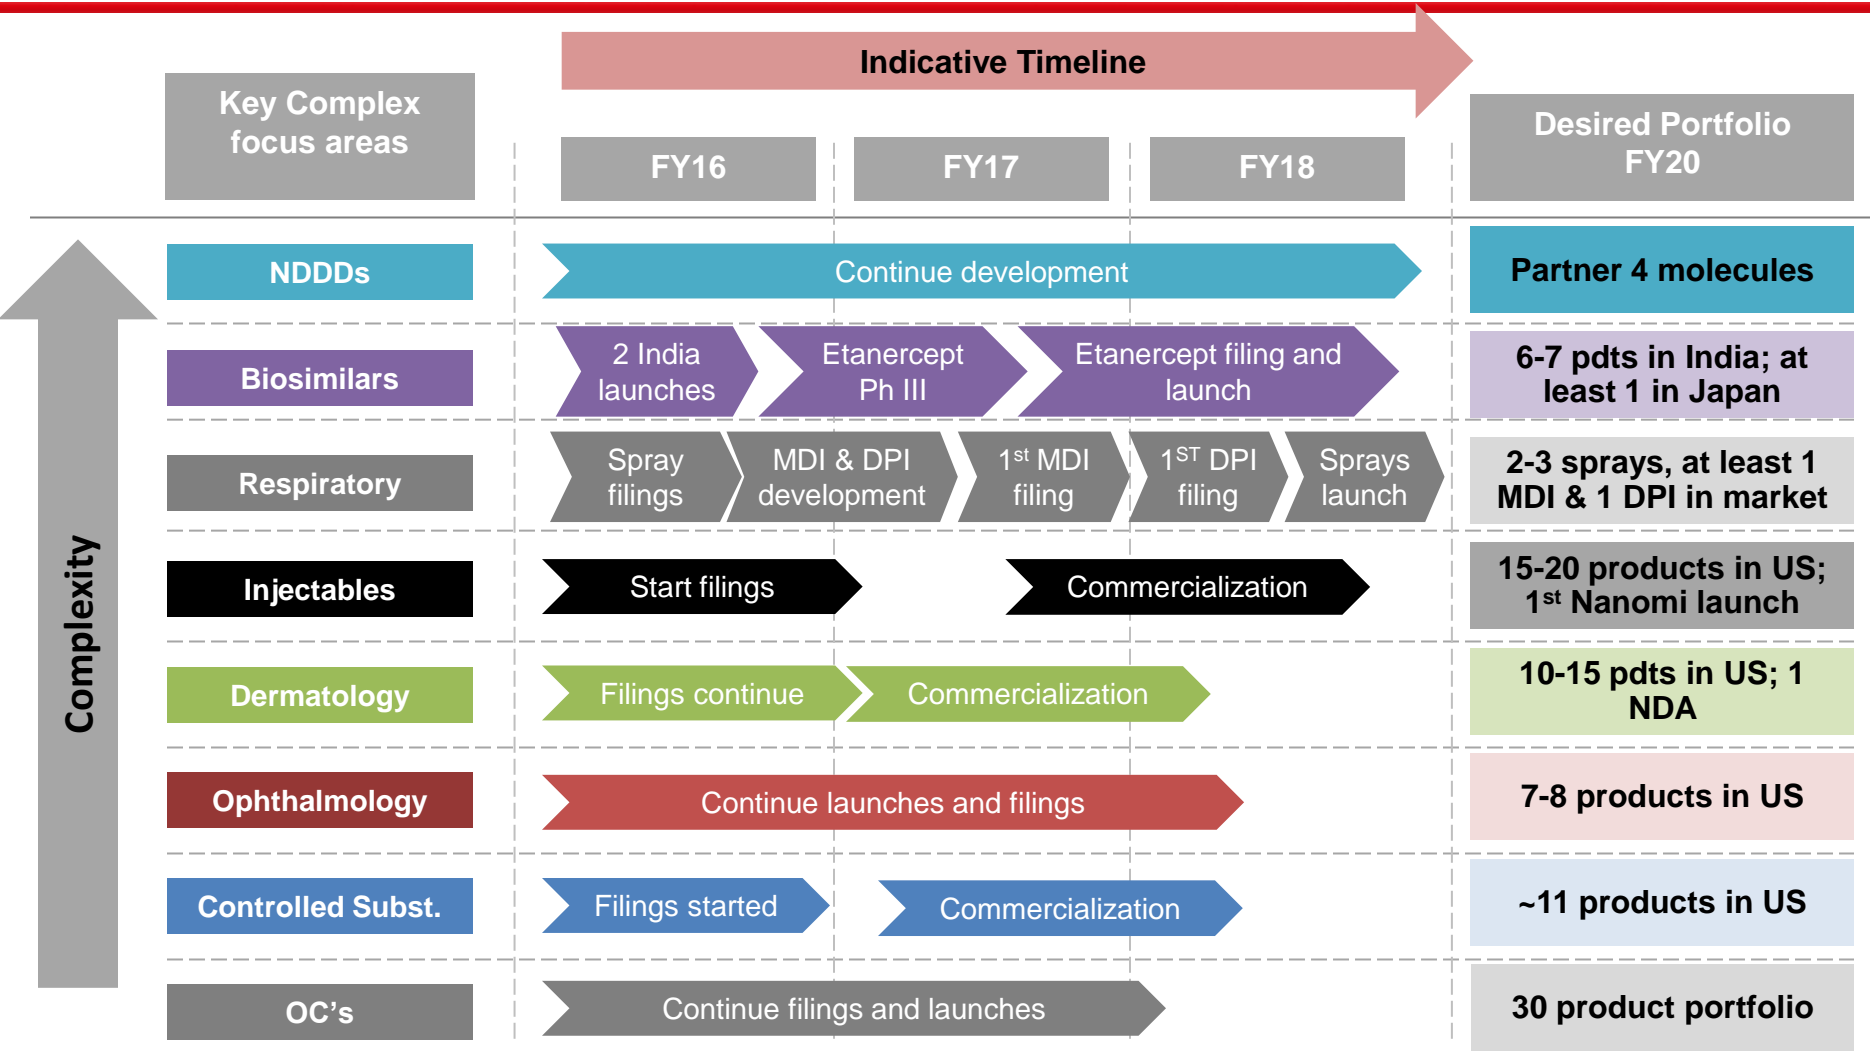 Indicative Timeline
Key Complex
focus areas
FY16
FY17
FY18
Desired Portfolio
FY20
Complexity
NDDDs
Continue development
Partner 4 molecules
Biosimilars
2 India
launches
Etanercept
Ph III
Etanercept filing and
launch
6-7 pdts in India; at
least 1 in Japan
Respiratory
Spray
filings
MDI & DPI
development
1st MDI
filing
1ST DPI
filing
Sprays
launch
2-3 sprays, at least 1
MDI & 1 DPI in market
Injectables
Start filings
Commercialization
15-20 products in US;
1st Nanomi launch
Dermatology
Filings continue
Commercialization
10-15 pdts in US; 1
NDA
Ophthalmology
Continue launches and filings
7-8 products in US
Controlled Subst.
Filings started
Commercialization
~11 products in US
OC's
Continue filings and launches
30 product portfolio